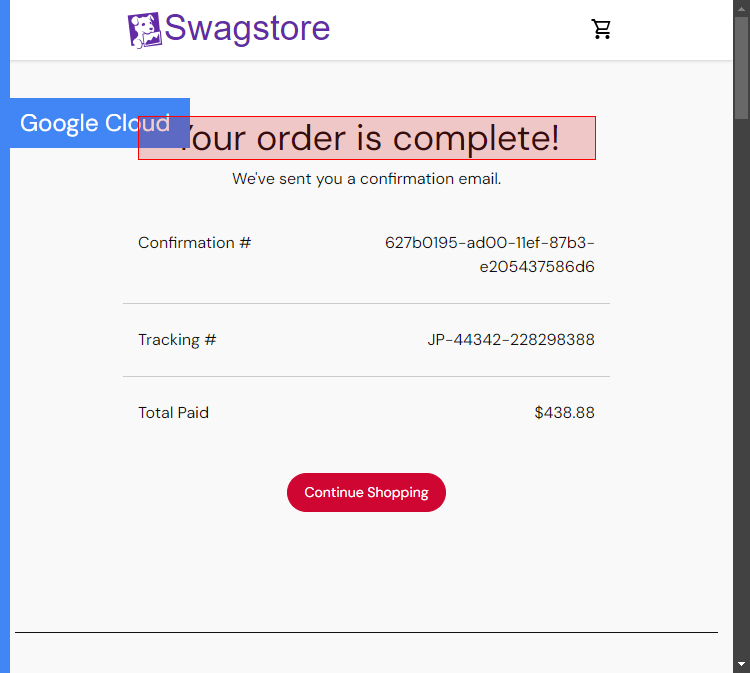 Swagstore
Google Cloud
Your order is complete!
We've sent you a confirmation email.
Confirmation #
627b0195-ad00-11ef-87b3-
e205437586d6
Tracking #
JP-44342-228298388
Total Paid
$438.88
Continue Shopping